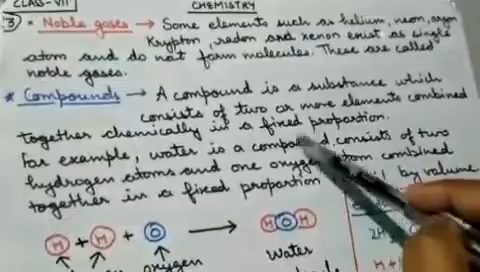 CLASS-VII
CHEMISTRY
3 * Noble gases → Some elements such as helium, neon, argon
Krypton, redon and xenon exist as single
atom and do not form molecules. These are called
noble gases.
* Compounds → A compound is a substance which
consists of two or more elements combined
together chemically in a fixed proportion.
For example, water is a compound, consists of two
hydrogen atoms and one oxygen atom combined
together in a fixed proportion by volume
H + H + O → H O H
oxygen Water